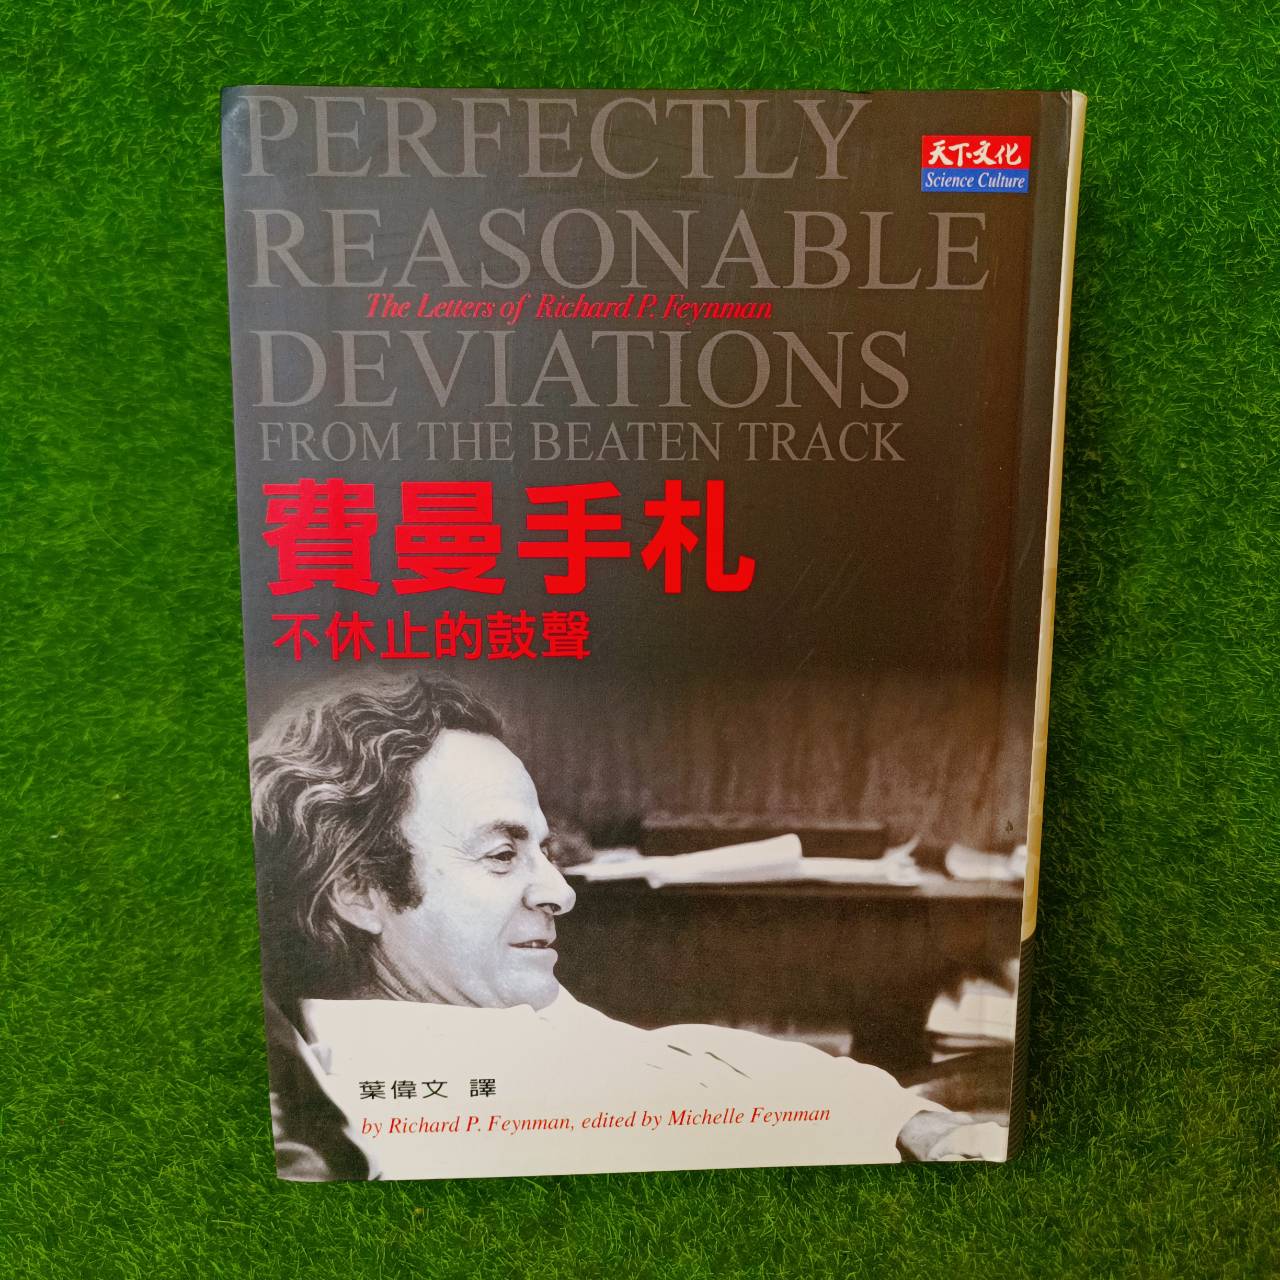 PERFECTLY
天下文化
Science Culture
REASONABLE
The Letters of Richard P. Feynman
DEVIATIONS
FROM THE BEATEN TRACK
費曼手札
不休止的鼓聲
葉偉文 譯
by Richard P. Feynman, edited by Michelle Feynman